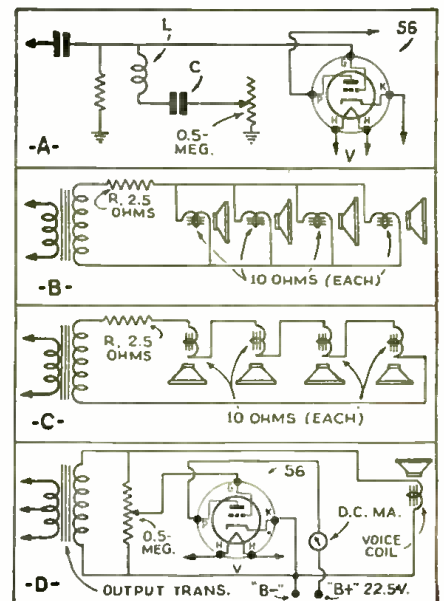 L
56
C
G
P
K
H
H
0.5-
MEG.
V
-A-
R, 2.5
OHMS
10 OHMS (EACH)
-B-
R, 2.5
OHMS
10 OHMS (EACH)
-C-
56
G
P
K
H
H
D.C. MA.
0.5-
MEG.
V
VOICE
COIL
-D-
OUTPUT TRANS.
"B-"
"B+" 22.5V.